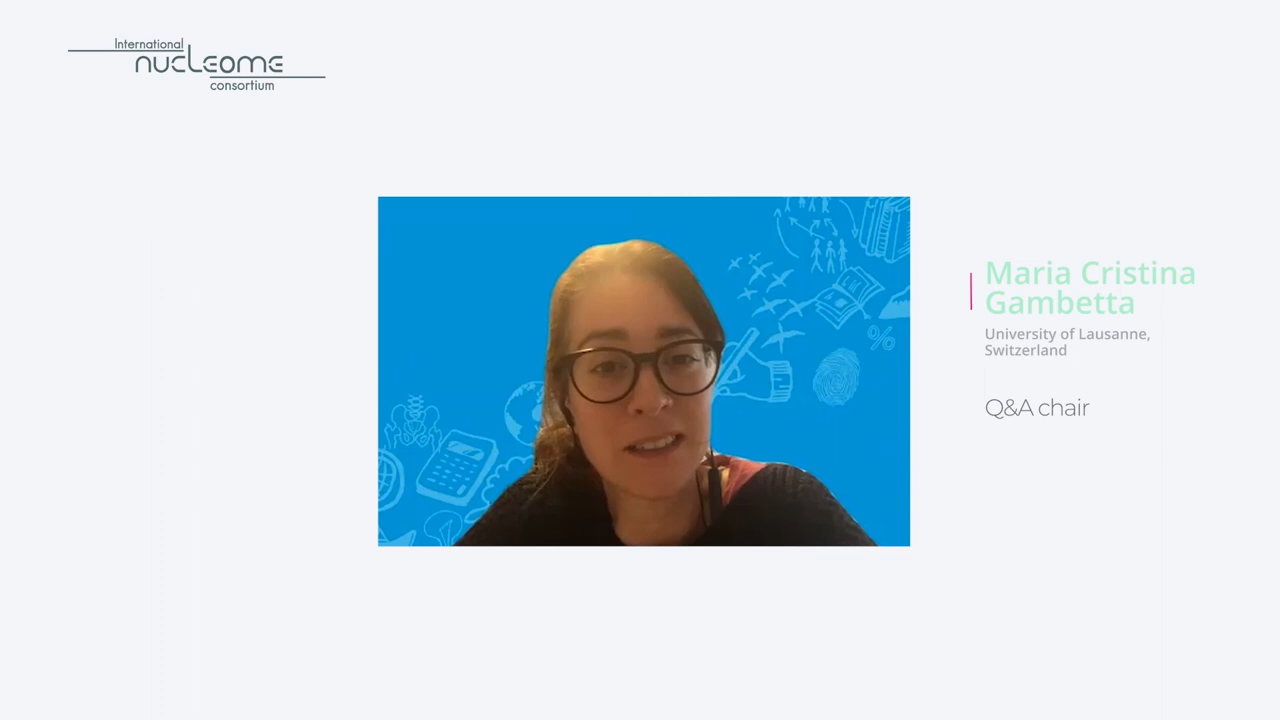 International
nucleome
consortium
Maria Cristina
Gambetta
University of Lausanne,
Switzerland
Q&A chair
%